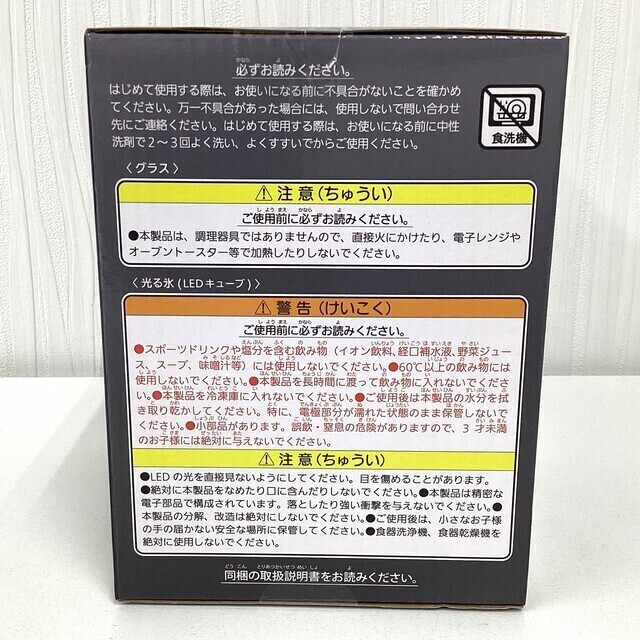 必ずお読みください。
はじめて使用する際は、お使いになる前に不具合がないことを確かめ
てください。万一不具合があった場合には、使用しないで問い合わせ
先にご連絡ください。はじめて使用する際は、お使いになる前に中性
洗剤で2～3回よく洗い、よくすすいでからご使用ください。
食洗機
〈グラス〉
⚠注意(ちゅうい)
ご使用前に必ずお読みください。
●本製品は、調理器具ではありませんので、直接火にかけたり、電子レンジや
オーブントースター等で加熱したりしないでください。
〈光る氷(LEDキューブ)〉
⚠警告(けいこく)
ご使用前に必ずお読みください。
●スポーツドリンクや塩分を含む飲み物(イオン飲料、経口補水液、野菜ジュー
ス、スープ、味噌汁等)には使用しないでください。●60℃以上の飲み物には
使用しないでください。●本製品を長時間に渡って飲み物に入れないでくだ
さい。●本製品を冷凍庫に入れないでください。●ご使用後は本製品の水分を拭
き取り乾かしてください。特に、電極部分が濡れた状態のまま保管しないで
ください。●小部品があります。誤飲・窒息の危険がありますので、3才未満
のお子様には絶対に与えないでください。
⚠注意(ちゅうい)
●LEDの光を直接見ないようにしてください。目を傷めることがあります。
●絶対に本製品をなめたり口に含んだりしないでください。●本製品は精密な
電子部品で構成されています。落としたり強い衝撃を与えないでください。
●本製品の分解、改造は絶対にしないでください。●ご使用後は、小さなお子様
の手の届かない安全な場所に保管してください。●食器洗浄機、食器乾燥機を
絶対に使用しないでください。
同梱の取扱説明書をお読みください。